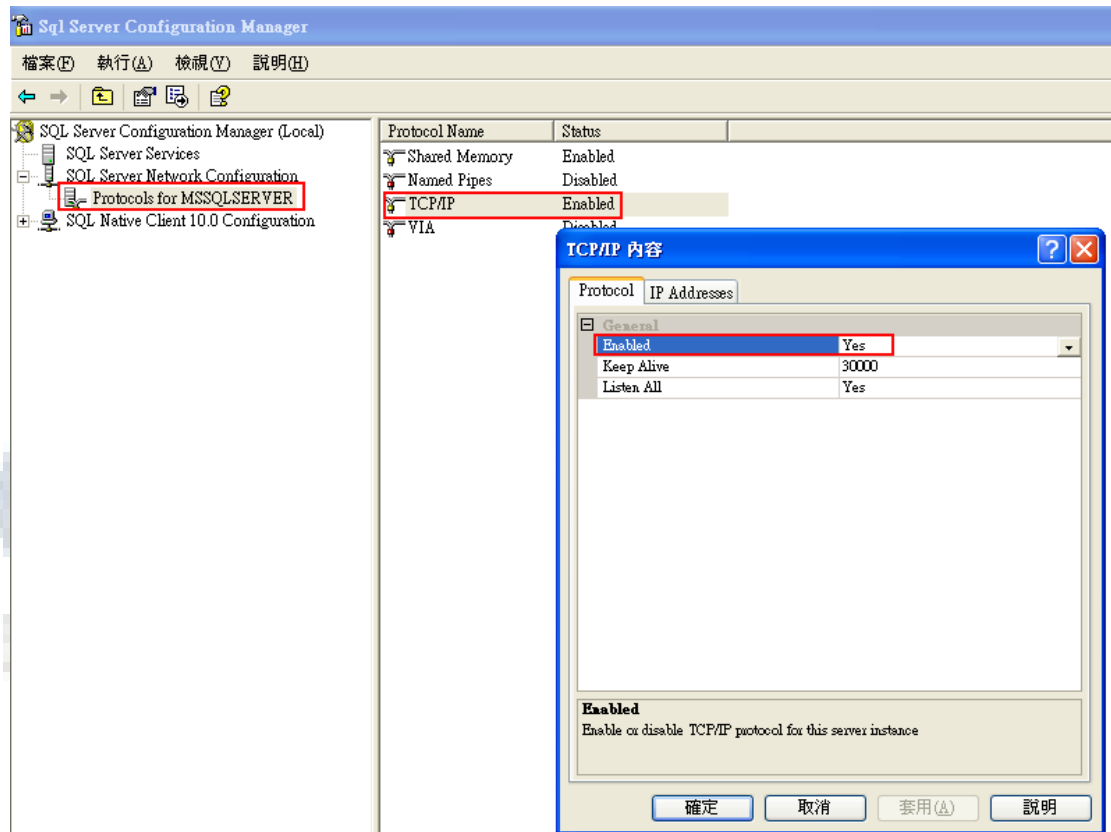 Sql Server Configuration Manager
檔案(F) 執行(A) 檢視(V) 說明(H)
SQL Server Configuration Manager (Local)
SQL Server Services
SQL Server Network Configuration
Protocols for MSSQLSERVER
SQL Native Client 10.0 Configuration
Protocol Name Status
Shared Memory Enabled
Named Pipes Disabled
TCP/IP Enabled
VIA Disabled
TCP/IP 內容
Protocol IP Addresses
General
Enabled Yes
Keep Alive 30000
Listen All Yes
Enabled
Enable or disable TCP/IP protocol for this server instance
確定 取消 套用(A) 說明